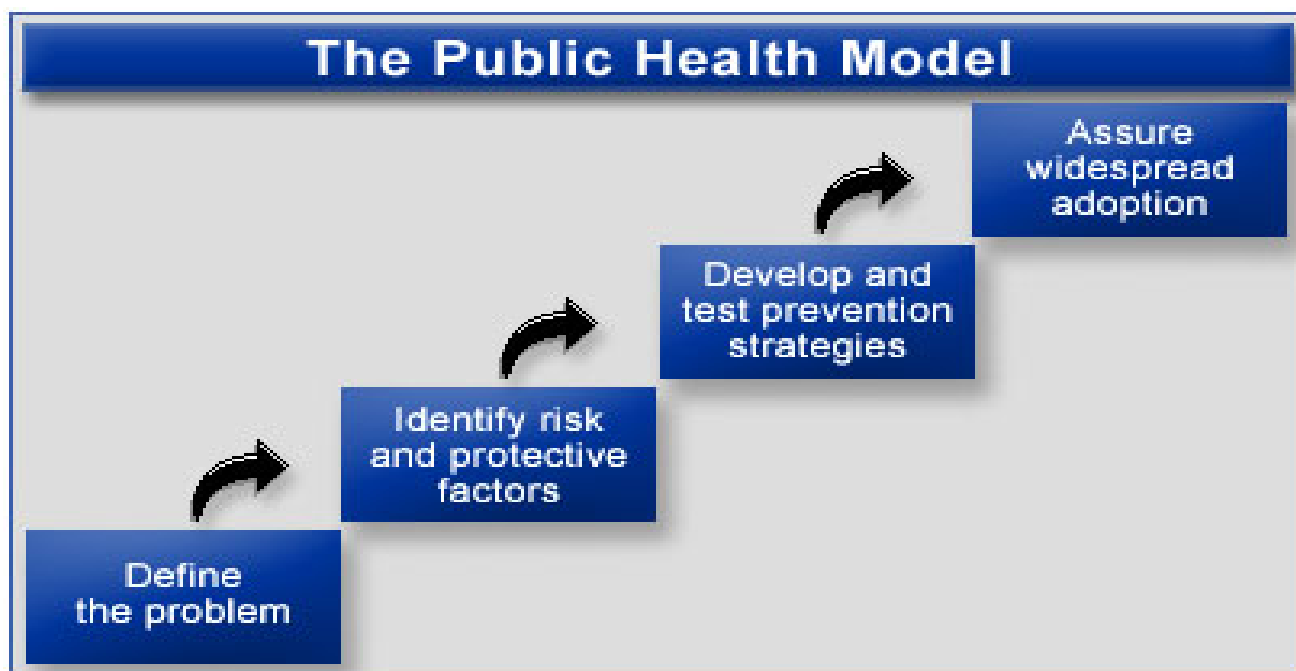 The Public Health Model
Assure
widespread
adoption
Develop and
test prevention
strategies
Identify risk
and protective
factors
Define
the problem